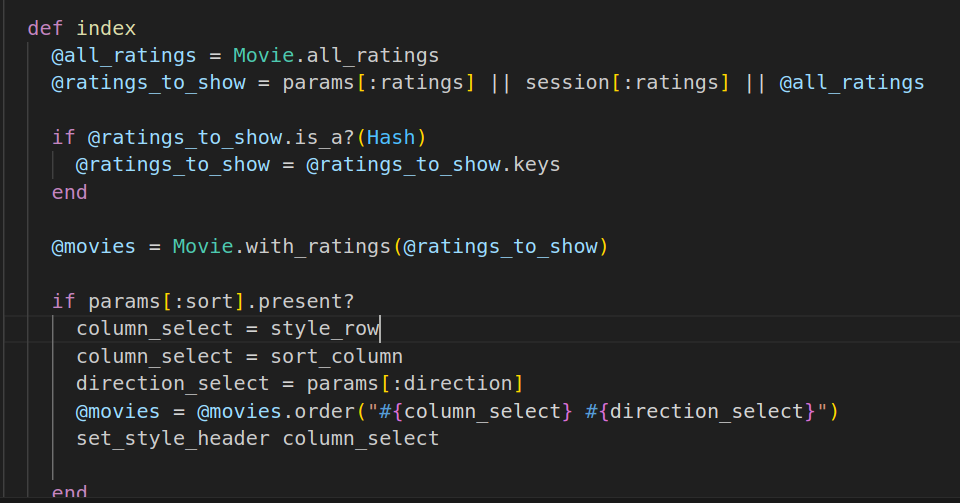 def index
@all_ratings = Movie.all_ratings
@ratings_to_show = params[:ratings] || session[:ratings] || @all_ratings
if @ratings_to_show.is_a?(Hash)
@ratings_to_show = @ratings_to_show.keys
end
@movies = Movie.with_ratings(@ratings_to_show)
if params[:sort].present?
column_select = style_row
column_select = sort_column
direction_select = params[:direction]
@movies = @movies.order("#{column_select} #{direction_select}")
set_style_header column_select
end